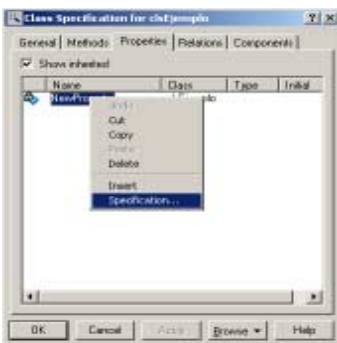 Class Specification for clsEjemplo
General Methods Properties Relations Components
Show inherited
Name Class Type Initial
Undo
Cut
Copy
Paste
Delete
Insert
Specification...
OK Cancel Apply Browse Help